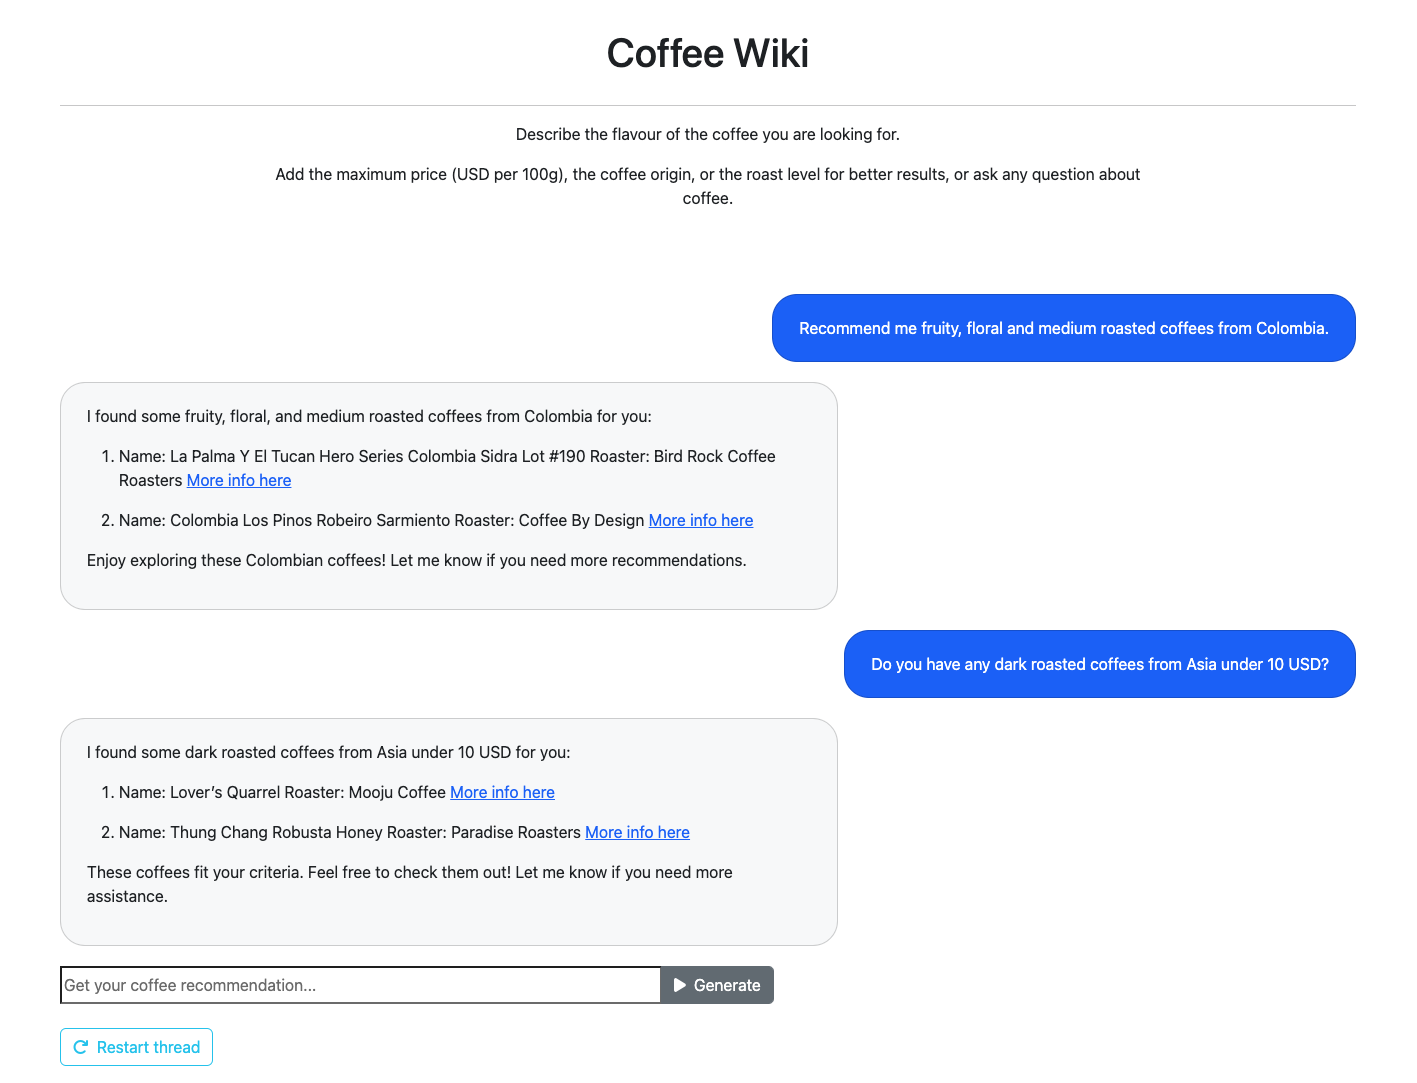 Coffee Wiki
Describe the flavour of the coffee you are looking for.
Add the maximum price (USD per 100g), the coffee origin, or the roast level for better results, or ask any question about
coffee.
Recommend me fruity, floral and medium roasted coffees from Colombia.
I found some fruity, floral, and medium roasted coffees from Colombia for you:
1. Name: La Palma Y El Tucan Hero Series Colombia Sidra Lot #190 Roaster: Bird Rock Coffee
Roasters More info here
2. Name: Colombia Los Pinos Robeiro Sarmiento Roaster: Coffee By Design More info here
Enjoy exploring these Colombian coffees! Let me know if you need more recommendations.
Do you have any dark roasted coffees from Asia under 10 USD?
I found some dark roasted coffees from Asia under 10 USD for you:
1. Name: Lover’s Quarrel Roaster: Mooju Coffee More info here
2. Name: Thung Chang Robusta Honey Roaster: Paradise Roasters More info here
These coffees fit your criteria. Feel free to check them out! Let me know if you need more
assistance.
Get your coffee recommendation...
Generate
Restart thread